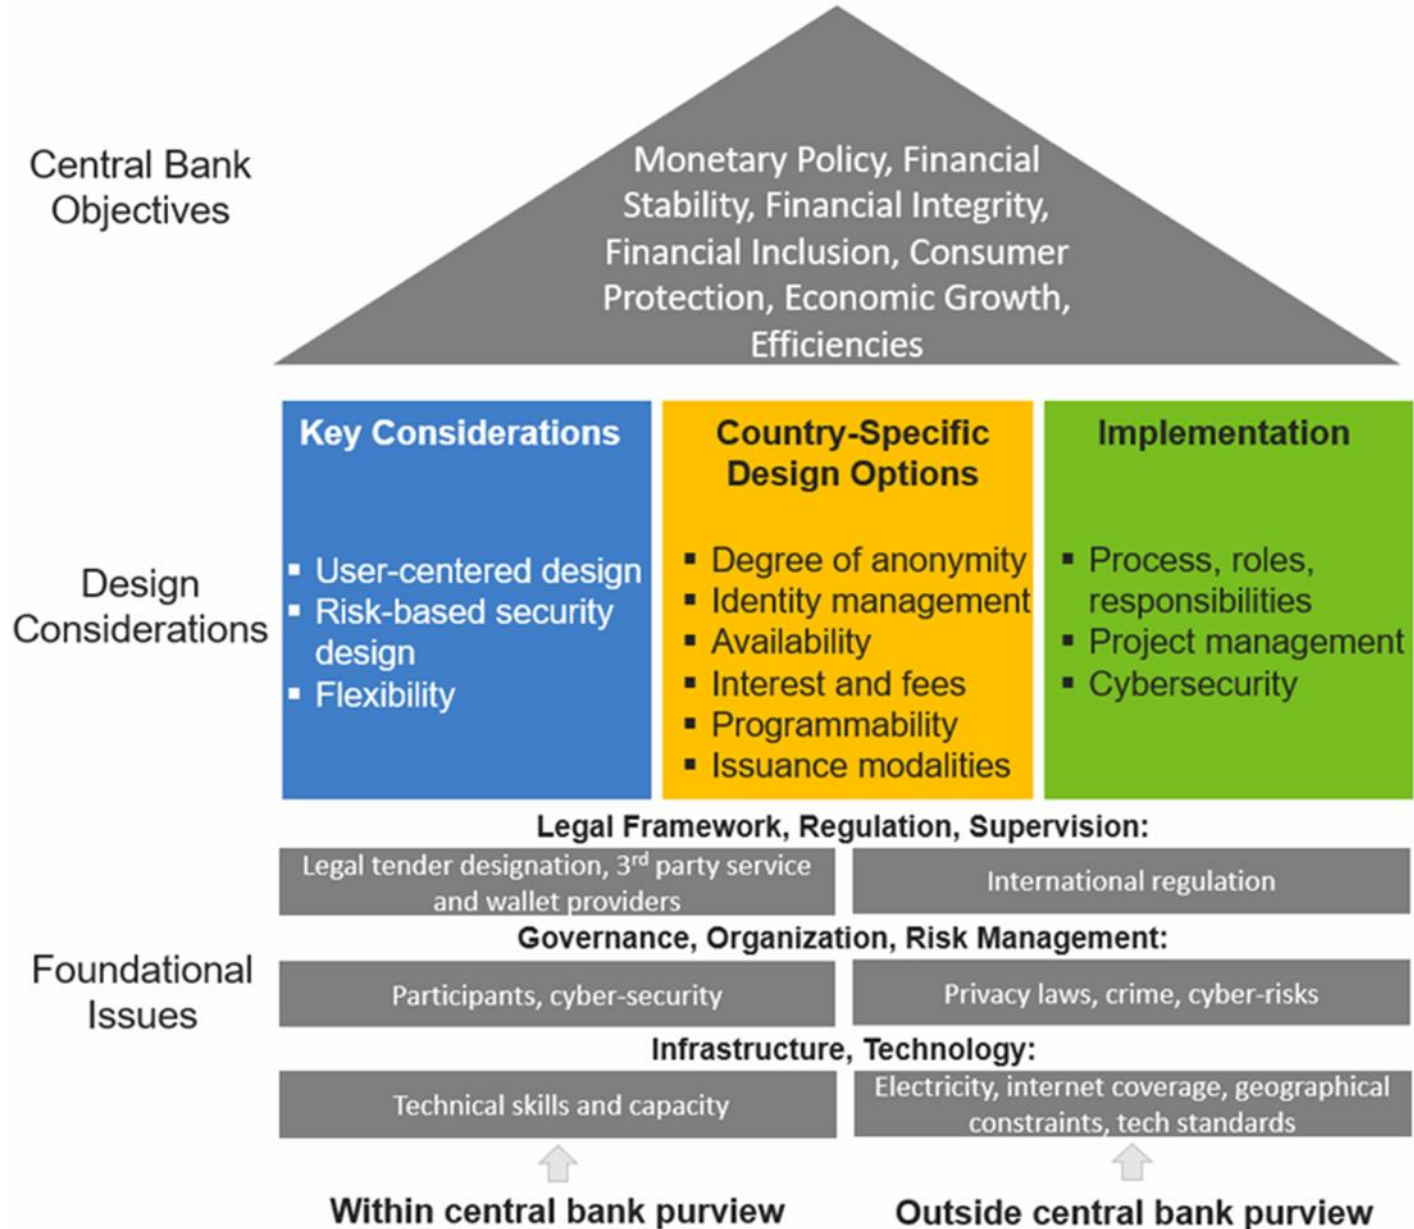 Central Bank
Objectives
Monetary Policy, Financial
Stability, Financial Integrity,
Financial Inclusion, Consumer
Protection, Economic Growth,
Efficiencies
Design
Considerations
Key Considerations
▪ User-centered design
▪ Risk-based security
design
▪ Flexibility
Country-Specific
Design Options
▪ Degree of anonymity
▪ Identity management
▪ Availability
▪ Interest and fees
▪ Programmability
▪ Issuance modalities
Implementation
▪ Process, roles,
responsibilities
▪ Project management
▪ Cybersecurity
Foundational
Issues
Legal Framework, Regulation, Supervision:
Legal tender designation, 3rd party service
and wallet providers
International regulation
Governance, Organization, Risk Management:
Participants, cyber-security
Privacy laws, crime, cyber-risks
Infrastructure, Technology:
Technical skills and capacity
Electricity, internet coverage, geographical
constraints, tech standards
Within central bank purview
Outside central bank purview